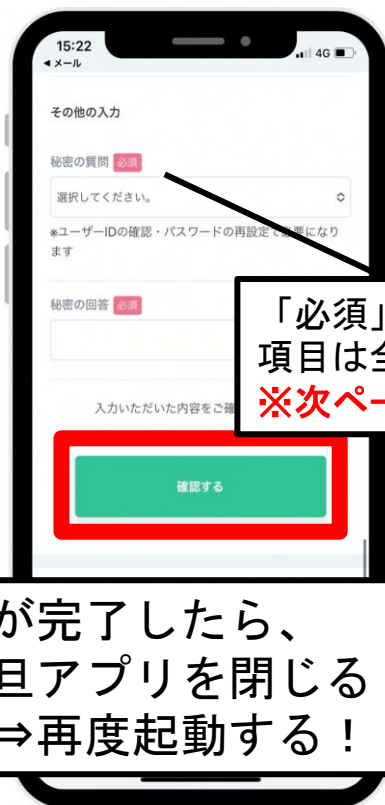 15:22
◀メール
4G
その他の入力
秘密の質問 必須
選択してください。
※ユーザーIDの確認・パスワードの再設定で必要になり
ます
「必須」
項目は全
※次ペー
秘密の回答 必須
入力いただいた内容をご確
確認する
が完了したら、
旦アプリを閉じる
⇒再度起動する！